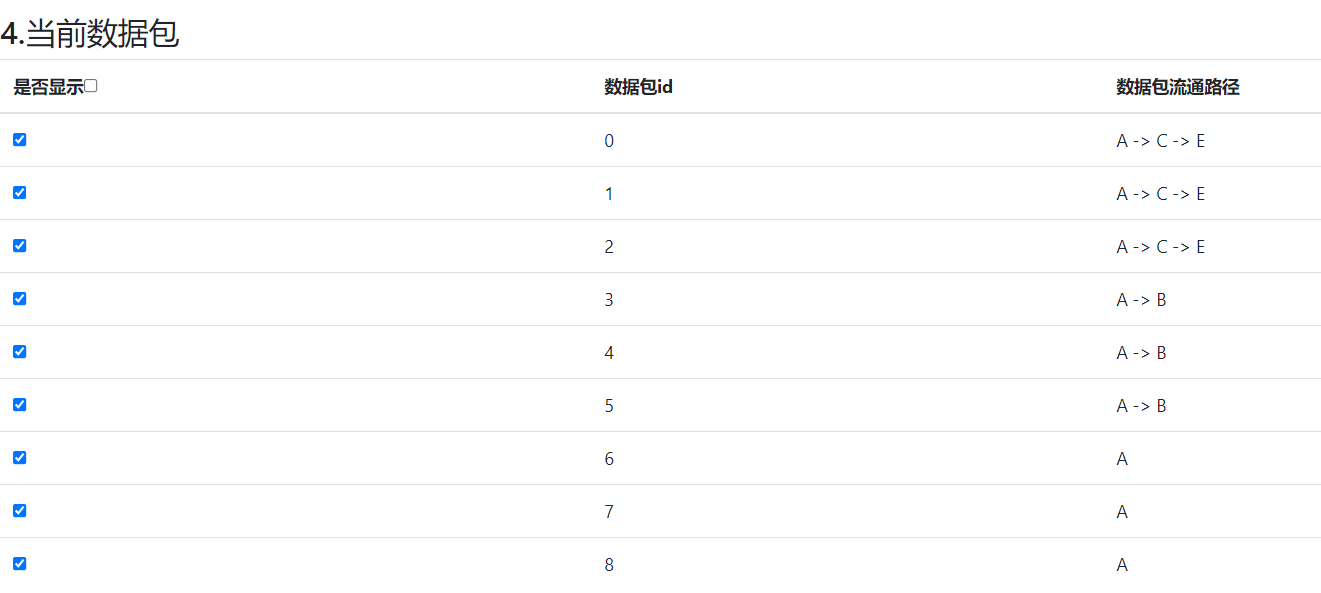 4.当前数据包
是否显示 数据包id 数据包流通路径
0 A -> C -> E
1 A -> C -> E
2 A -> C -> E
3 A -> B
4 A -> B
5 A -> B
6 A
7 A
8 A